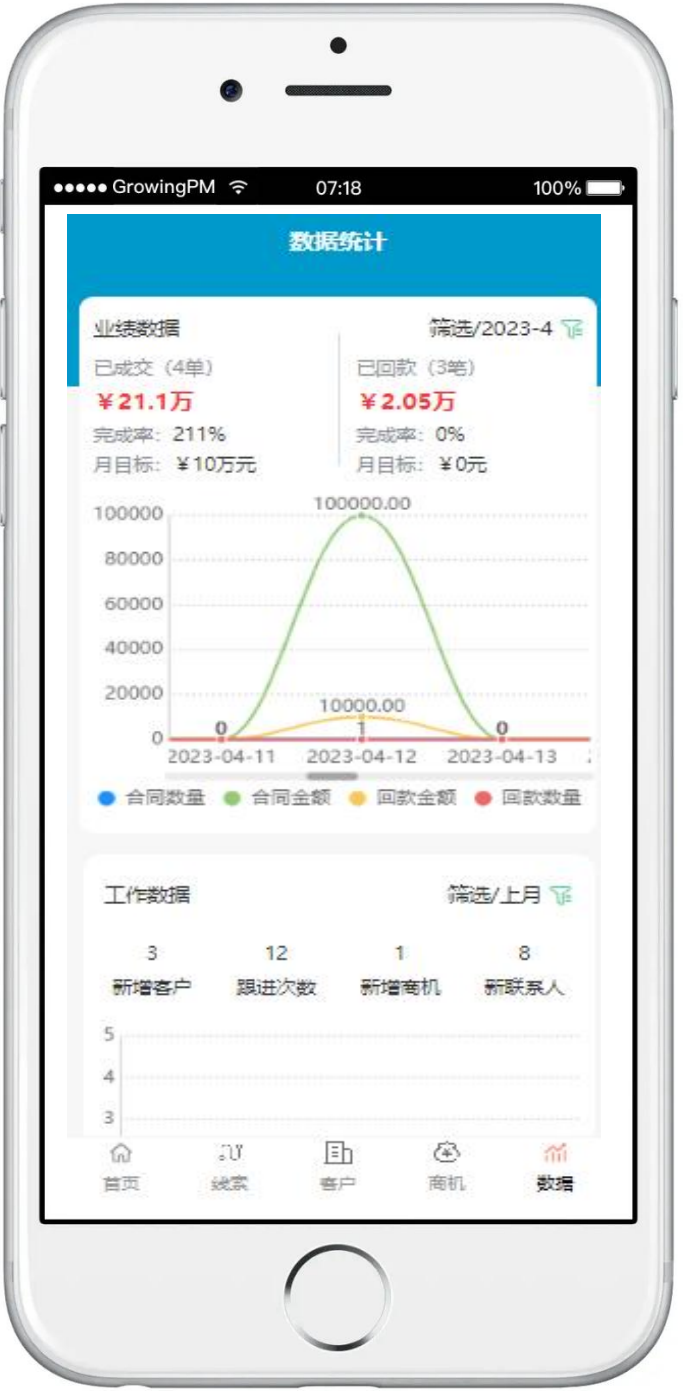 GrowingPM 07:18 100%
数据统计
业绩数据 筛选/2023-4
已成交（4单） 已回款（3笔）
￥21.1万 ￥2.05万
完成率：211% 完成率：0%
月目标：￥10万元 月目标：￥0元
100000.00
100000
80000
60000
40000
20000
10000.00
0 0 1 0
2023-04-11 2023-04-12 2023-04-13
合同数量 合同金额 回款金额 回款数量
工作数据 筛选/上月
3 12 1 8
新增客户 跟进次数 新增商机 新联系人
5
4
3
首页 线索 客户 商机 数据